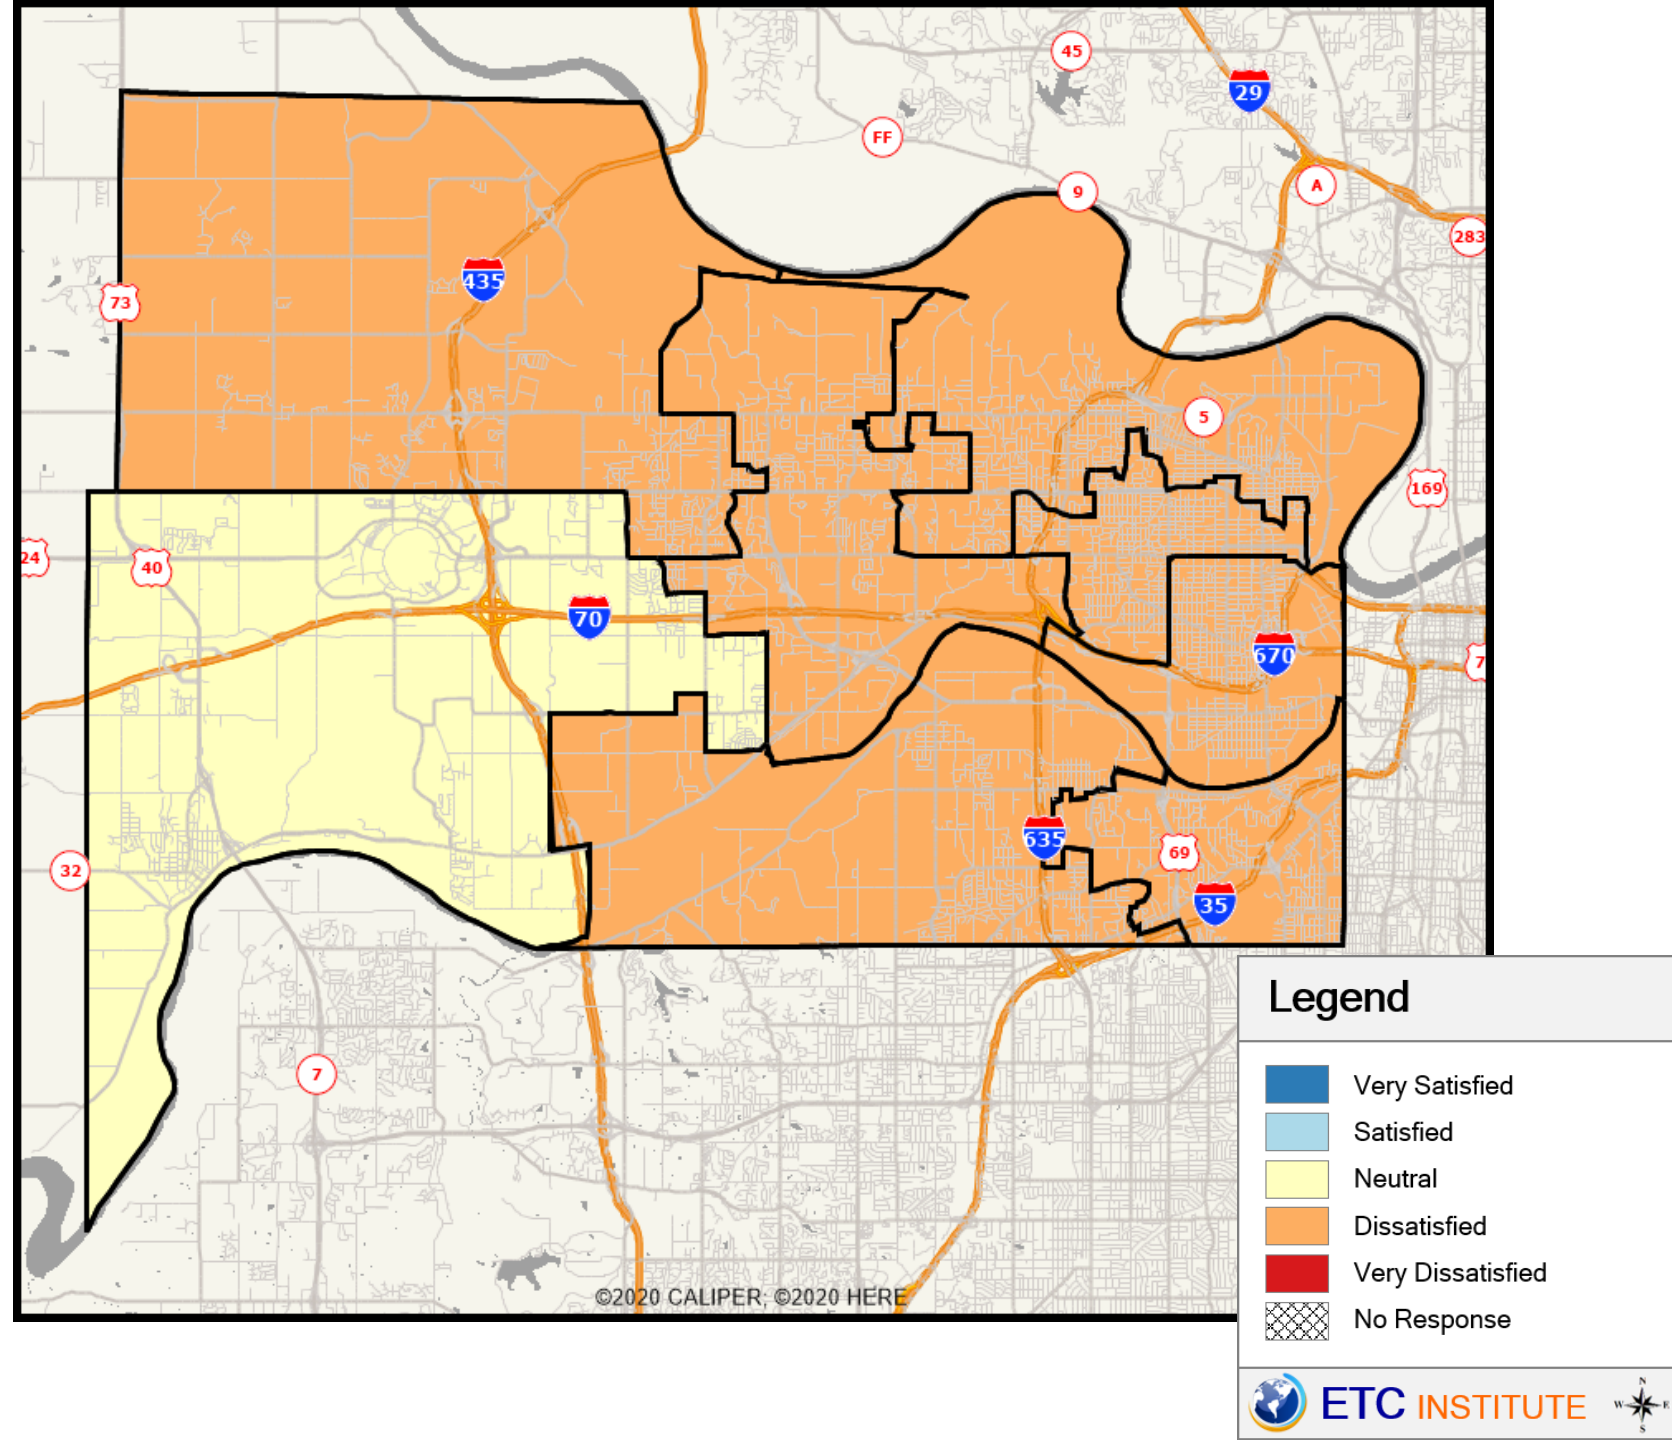 45
29
FF
A
9
283
435
73
5
169
24
40
70
670
7
635
69
32
35
7
©2020 CALIPER; ©2020 HERE
Legend
Very Satisfied
Satisfied
Neutral
Dissatisfied
Very Dissatisfied
No Response
ETC INSTITUTE
N
W E
S